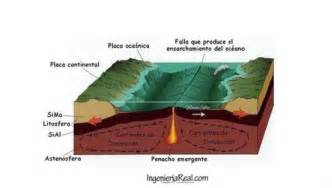 Placa oceánica
Falla que produce el
ensanchamiento del océano
Placa continental
SiMa
Litosfera
SiAl
Astenosfera
Penacho emergente
IngenieriaReal.com